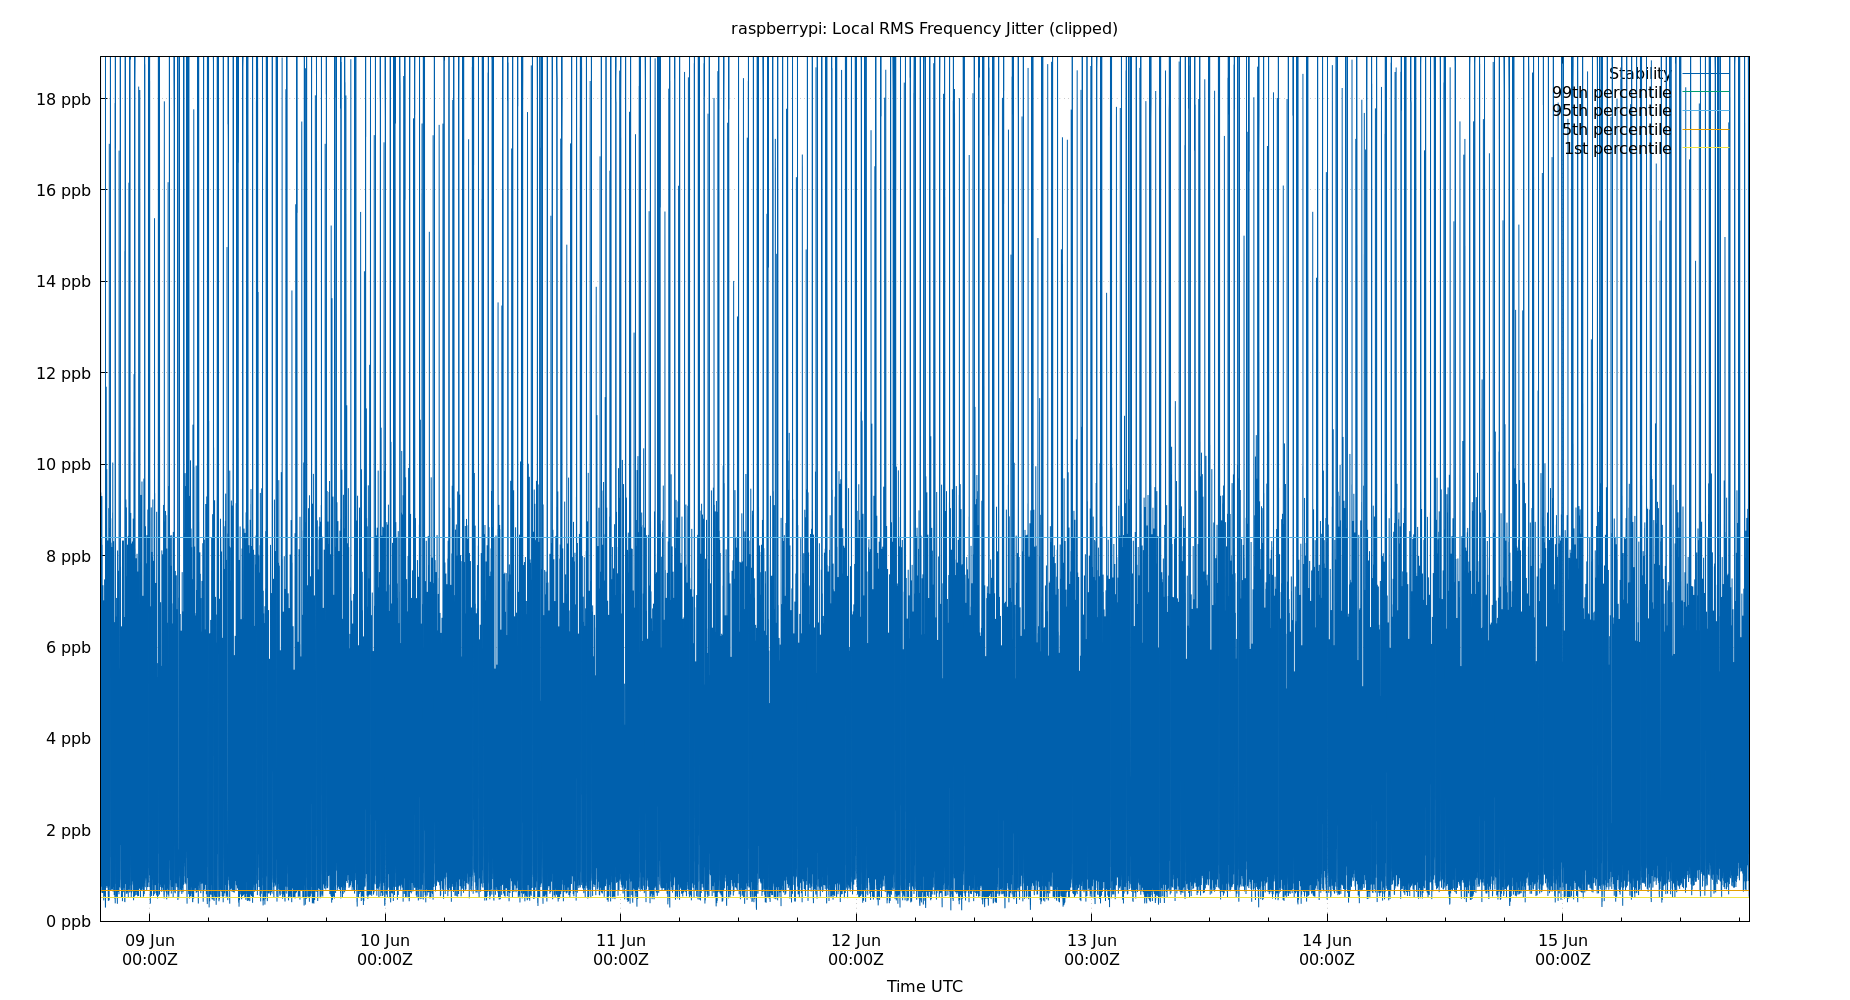 raspberrypi: Local RMS Frequency Jitter (clipped)
Stability
99th percentile
95th percentile
5th percentile
1st percentile
18 ppb
16 ppb
14 ppb
12 ppb
10 ppb
8 ppb
6 ppb
4 ppb
2 ppb
0 ppb
09 Jun 10 Jun 11 Jun 12 Jun 13 Jun 14 Jun 15 Jun
00:00Z 00:00Z 00:00Z 00:00Z 00:00Z 00:00Z 00:00Z
Time UTC